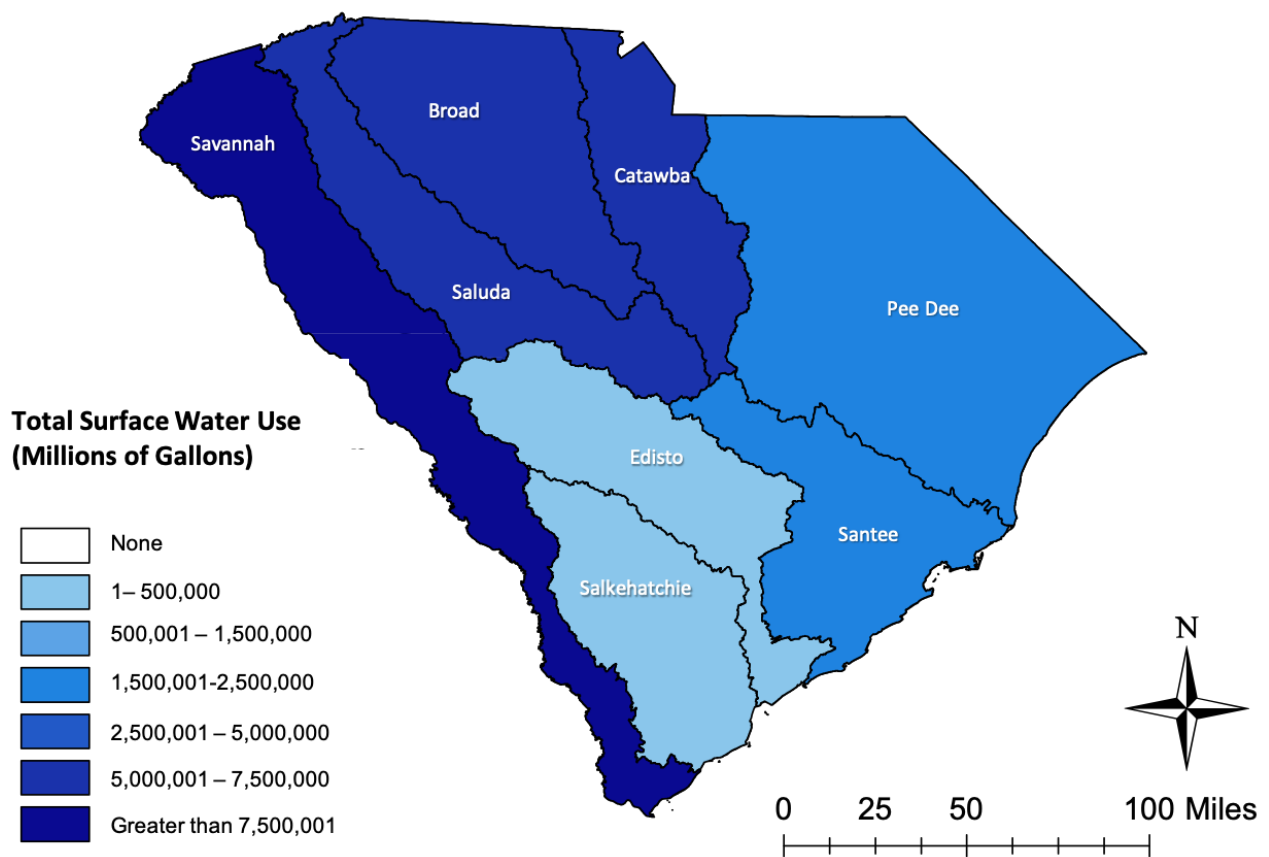 Broad
Savannah
Catawba
Saluda
Pee Dee
Total Surface Water Use
(Millions of Gallons)
Edisto
Santee
Salkehatchie
None
1– 500,000
500,001 – 1,500,000
1,500,001-2,500,000
2,500,001 – 5,000,000
5,000,001 – 7,500,000
Greater than 7,500,001
N
0 25 50 100 Miles